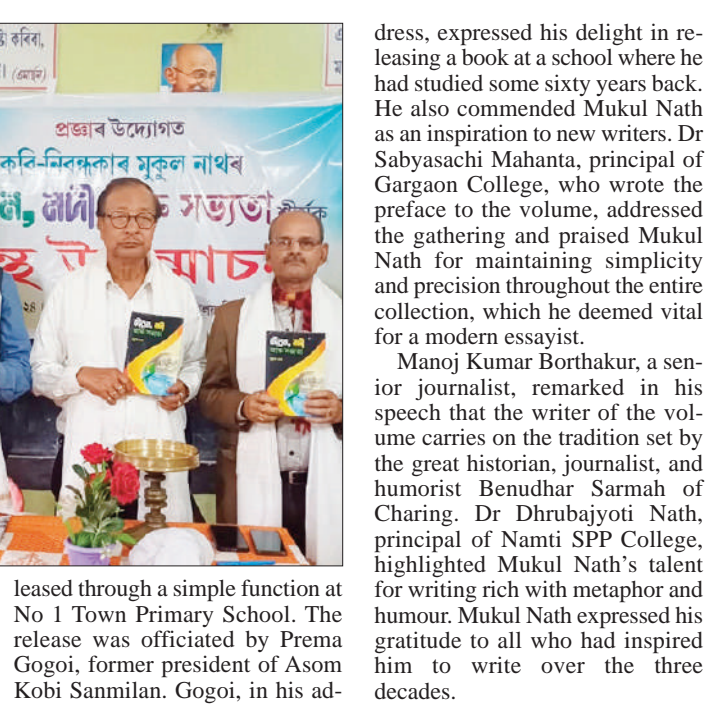 কৰিবা,
প্ৰজ্ঞাৰ উদ্যোগত
কবি-নিবন্ধকাৰ মুকুল নাথৰ
সভ্যতা শীৰ্ষক
leased through a simple function at
No 1 Town Primary School. The
release was officiated by Prema
Gogoi, former president of Asom
Kobi Sanmilan. Gogoi, in his ad-
dress, expressed his delight in re-
leasing a book at a school where he
had studied some sixty years back.
He also commended Mukul Nath
as an inspiration to new writers. Dr
Sabyasachi Mahanta, principal of
Gargaon College, who wrote the
preface to the volume, addressed
the gathering and praised Mukul
Nath for maintaining simplicity
and precision throughout the entire
collection, which he deemed vital
for a modern essayist.
Manoj Kumar Borthakur, a sen-
ior journalist, remarked in his
speech that the writer of the vol-
ume carries on the tradition set by
the great historian, journalist, and
humorist Benudhar Sarmah of
Charing. Dr Dhrubajyoti Nath,
principal of Namti SPP College,
highlighted Mukul Nath’s talent
for writing rich with metaphor and
humour. Mukul Nath expressed his
gratitude to all who had inspired
him to write over the three
decades.